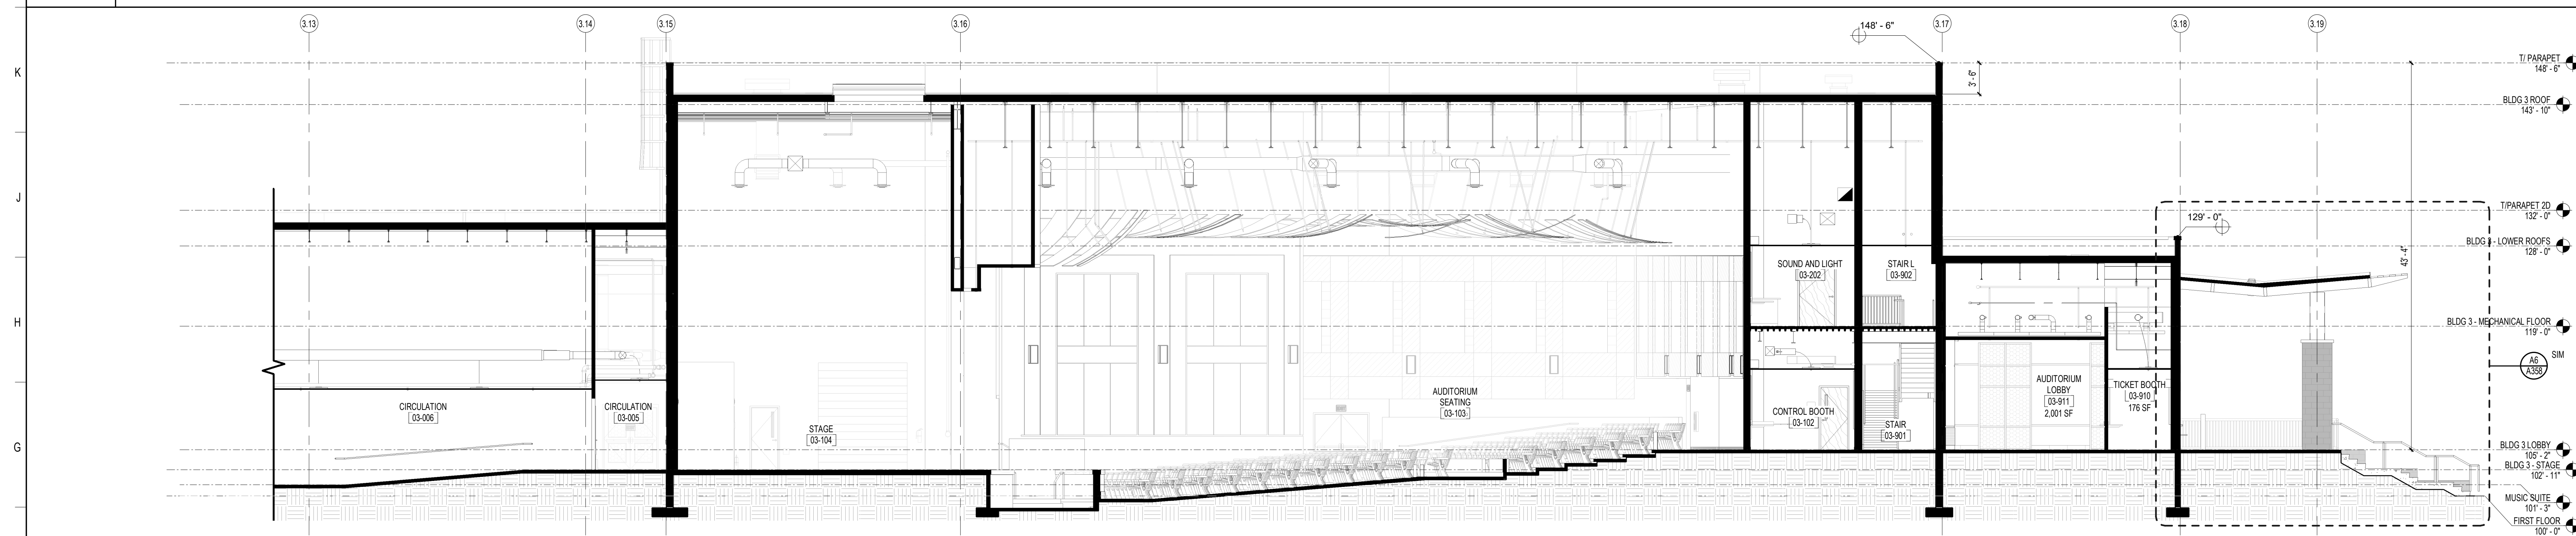 3.13
3.14
3.15
3.16
3.17
3.18
3.19
148' - 6"
3'-6"
K
J
H
G
T/ PARAPET
148' - 6"
BLDG 3 ROOF
143' - 10"
T/PARAPET 2D
132' - 0"
129' - 0"
BLDG 3 - LOWER ROOFS
128' - 0"
43' - 4"
BLDG 3 - MECHANICAL FLOOR
119' - 0"
A6
A358
SIM
SOUND AND LIGHT
03-202
STAIR L
03-902
CIRCULATION
03-006
CIRCULATION
03-005
STAGE
03-104
AUDITORIUM
SEATING
03-103
CONTROL BOOTH
03-102
STAIR
03-901
AUDITORIUM
LOBBY
03-911
2,001 SF
TICKET BOOTH
03-910
176 SF
BLDG 3 LOBBY
105' - 2"
BLDG 3 - STAGE
102' - 11"
MUSIC SUITE
101' - 3"
FIRST FLOOR
100' - 0"